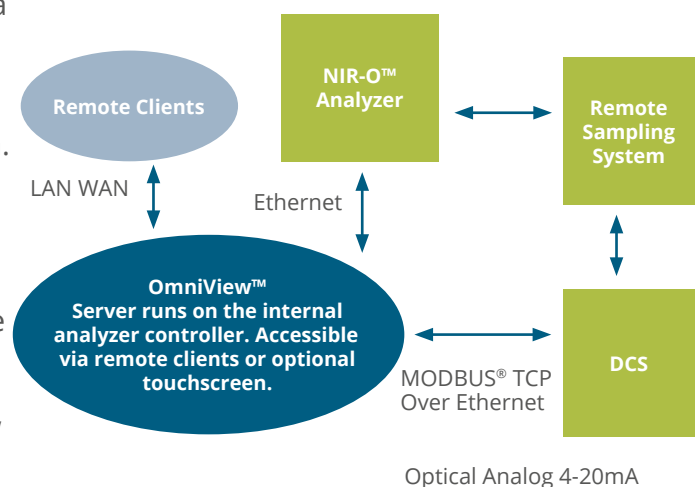 a
NIR-O™
Analyzer
Remote Clients
Remote
Sampling
System
.
LAN WAN
Ethernet
OmniView™
Server runs on the internal
analyzer controller. Accessible
via remote clients or optional
touchscreen.
e
DCS
MODBUS® TCP
Over Ethernet
Optical Analog 4-20mA